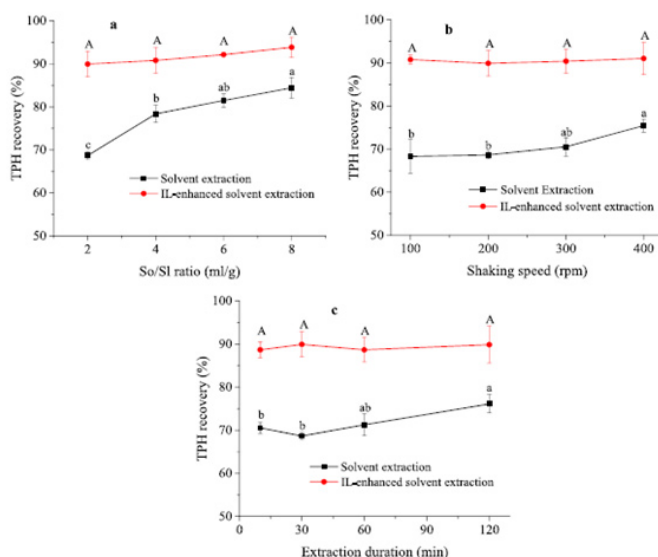 a
TPH recovery (%)
100
90
80
70
60
50
A A A A
c b ab a
Solvent extraction
IL-enhanced solvent extraction
2 4 6 8
So/Sl ratio (ml/g)
b
TPH recovery (%)
100
90
80
70
60
50
A A A A
b b ab a
Solvent Extraction
IL-enhanced solvent extraction
100 200 300 400
Shaking speed (rpm)
c
TPH recovery (%)
100
90
80
70
60
50
A A A A
b b ab a
Solvent extraction
IL-enhanced solvent extraction
0 30 60 90 120
Extraction duration (min)